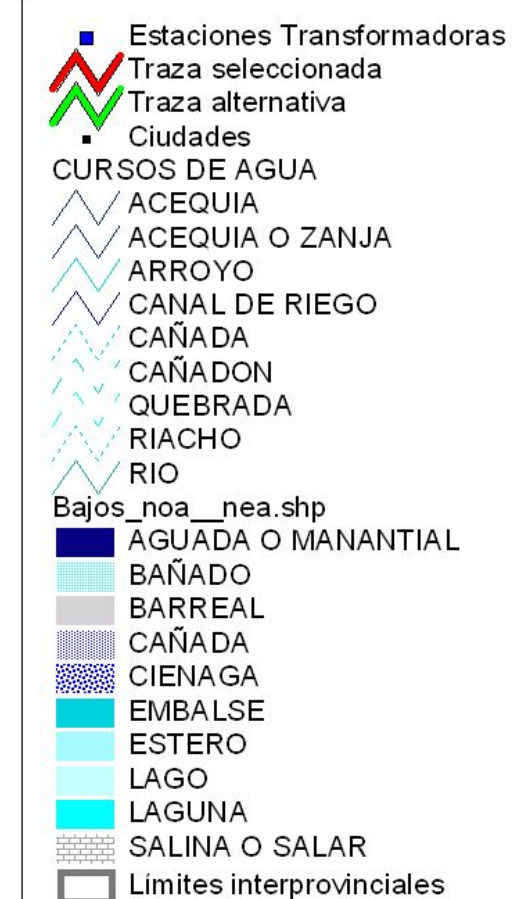 Estaciones Transformadoras
Traza seleccionada
Traza alternativa
Ciudades
CURSOS DE AGUA
ACEQUIA
ACEQUIA O ZANJA
ARROYO
CANAL DE RIEGO
CAÑADA
CAÑADON
QUEBRADA
RIACHO
RIO
Bajos_noa__nea.shp
AGUADA O MANANTIAL
BAÑADO
BARREAL
CAÑADA
CIENAGA
EMBALSE
ESTERO
LAGO
LAGUNA
SALINA O SALAR
Límites interprovinciales